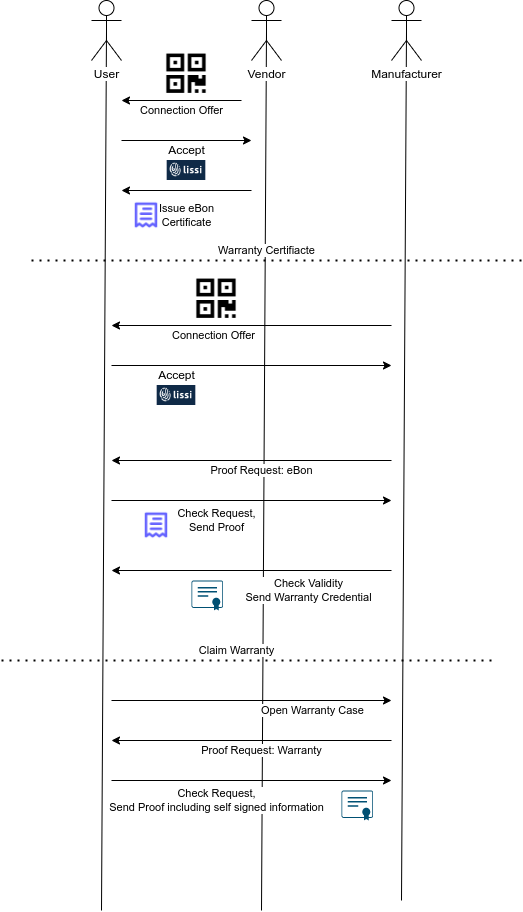 User
Vendor
Manufacturer
Connection Offer
Accept
lissi
Issue eBon
Certificate
Warranty Certifiacte
Connection Offer
Accept
lissi
Proof Request: eBon
Check Request,
Send Proof
Check Validity
Send Warranty Credential
Claim Warranty
Open Warranty Case
Proof Request: Warranty
Check Request,
Send Proof including self signed information